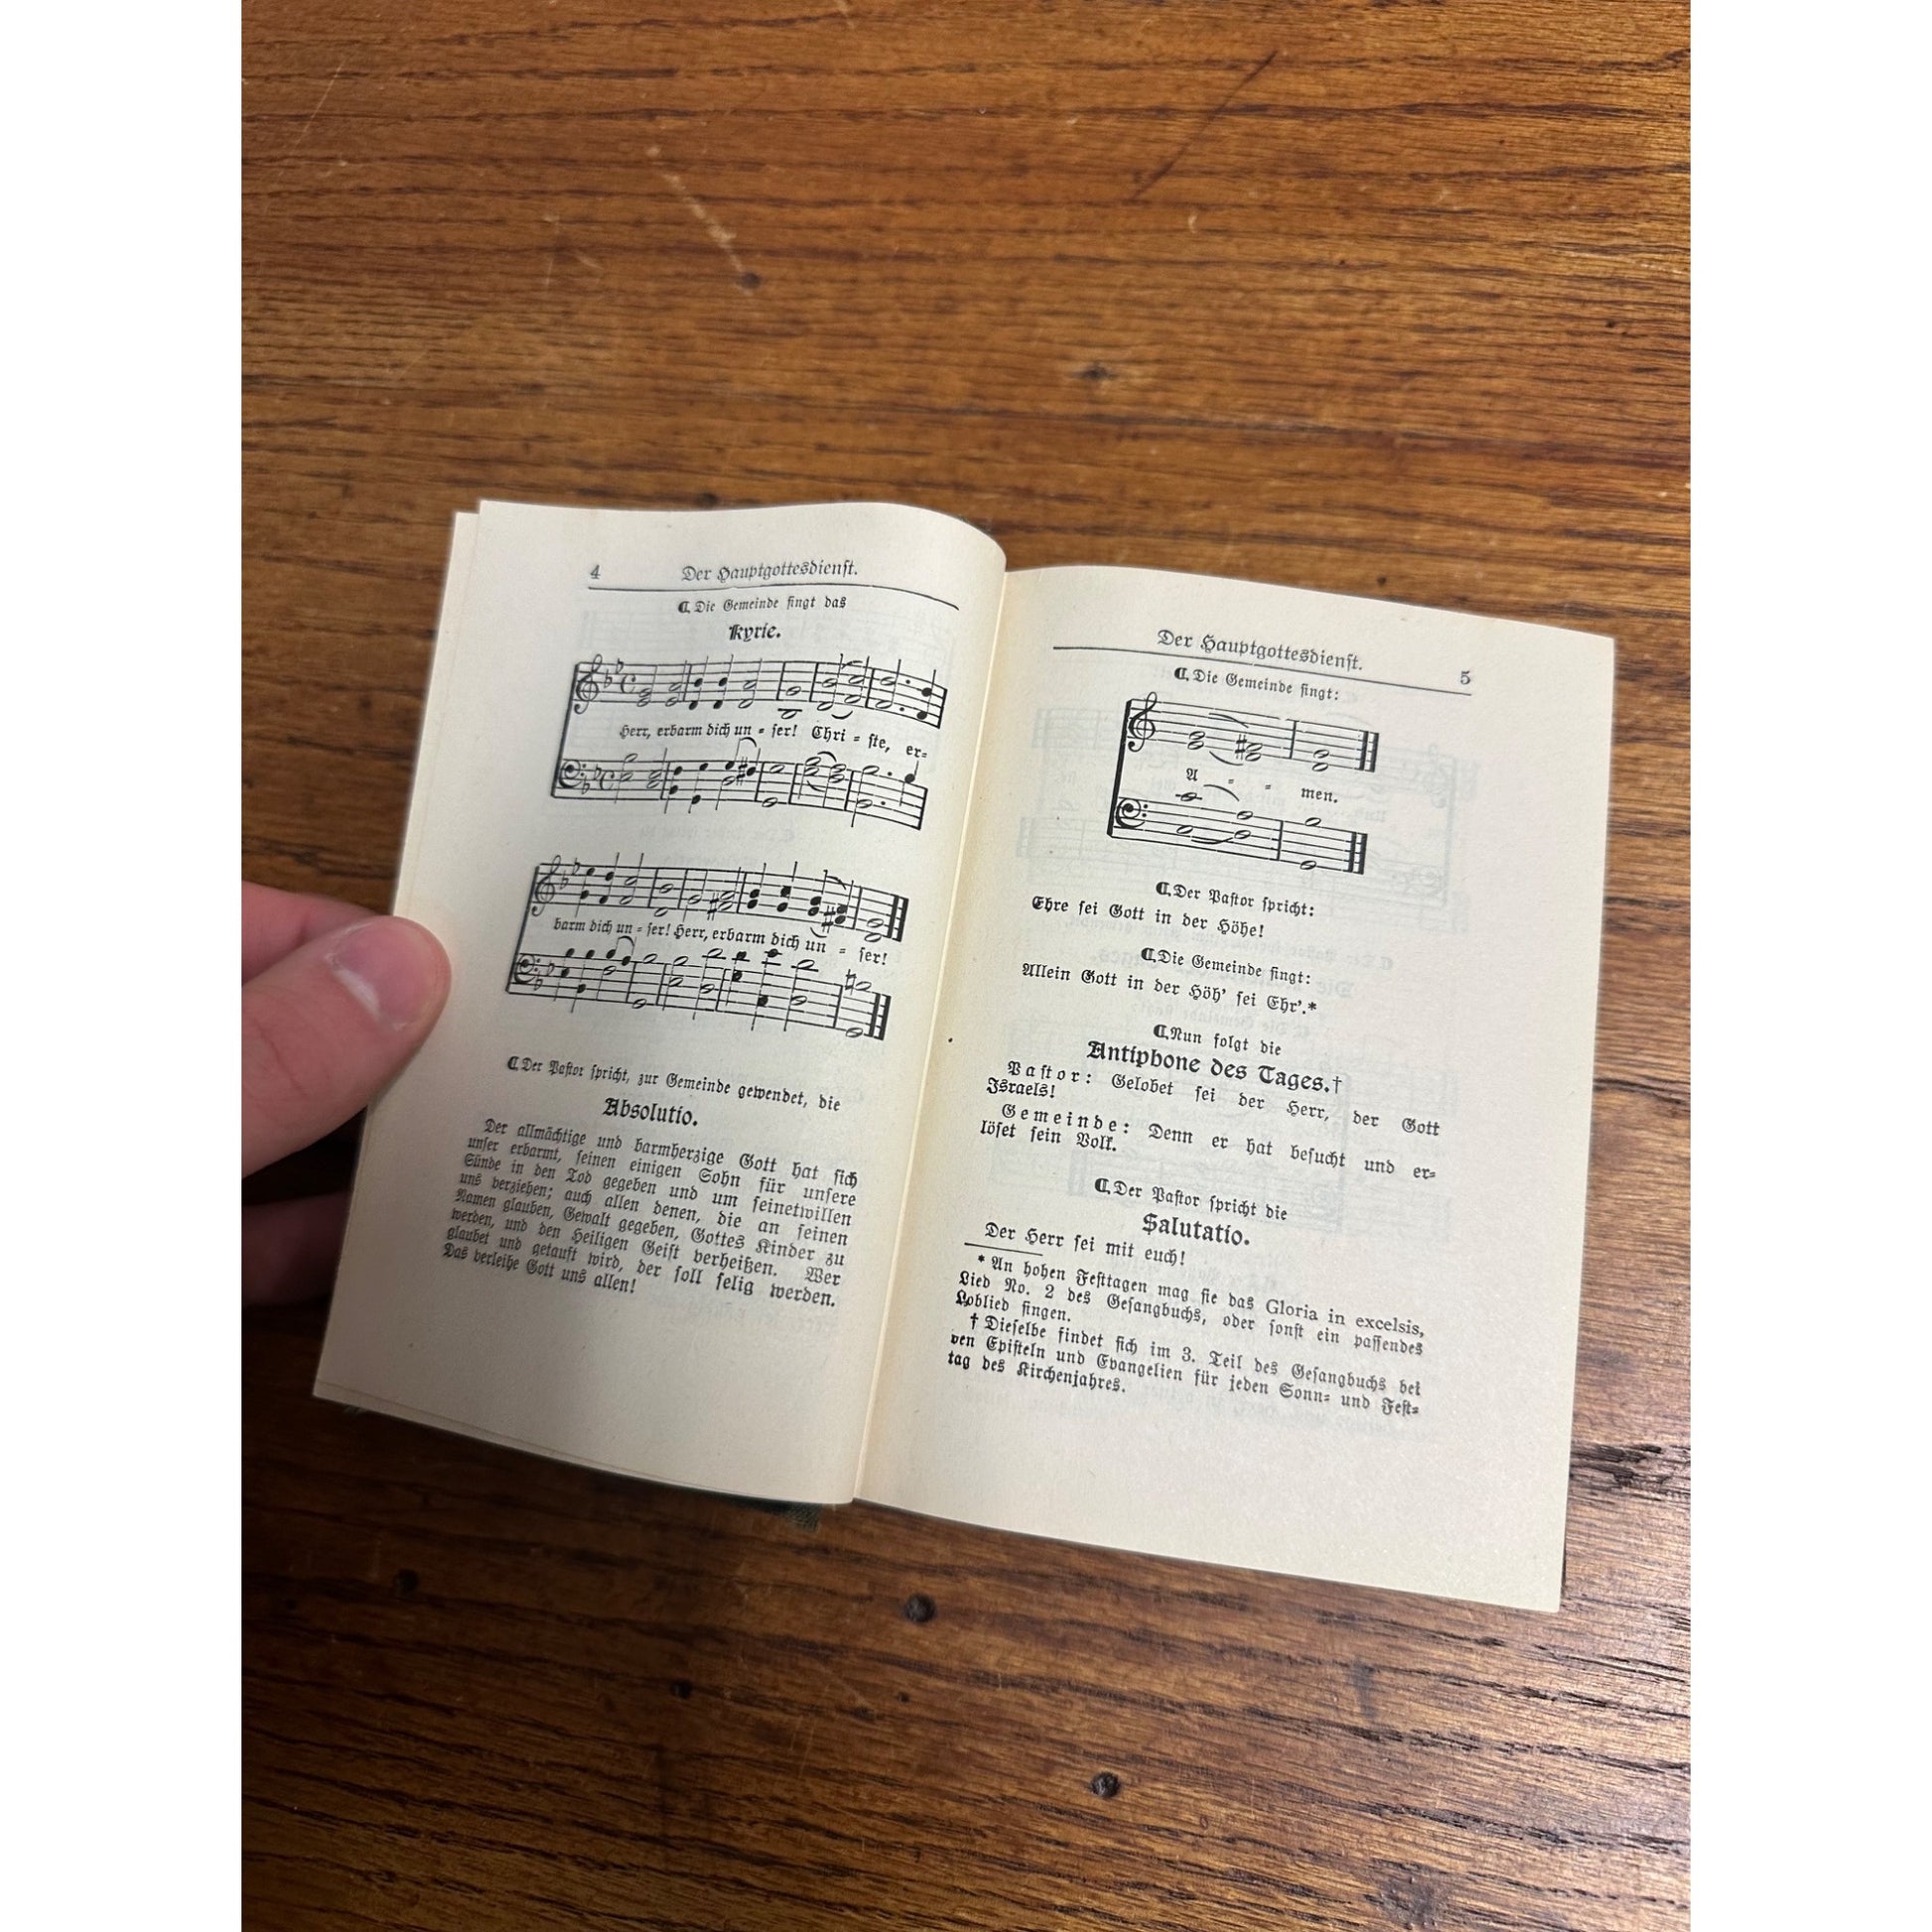 4 Der Hauptgottesdienst.
⁋ Die Gemeinde singt das
Kyrie.
Herr, erbarm dich un - ser! Chri - ste, er-
barm dich un - ser! Herr, erbarm dich un - ser!
⁋ Der Pastor spricht, zur Gemeinde gewendet, die
Absolutio.
Der allmächtige und barmherzige Gott hat sich
unser erbarmt, seinen einigen Sohn für unsere
Sünde in den Tod gegeben und um seinetwillen
uns verziehen; auch allen denen, die an seinen
Namen glauben, Gewalt gegeben, Gottes Kinder zu
werden, und den Heiligen Geist verheißen. Wer
glaubet und getauft wird, der soll selig werden.
Das verleihe Gott uns allen!
Der Hauptgottesdienst. 5
⁋ Die Gemeinde singt:
A - - men.
⁋ Der Pastor spricht:
Ehre sei Gott in der Höhe!
⁋ Die Gemeinde singt:
Allein Gott in der Höh' sei Ehr'.*
⁋ Nun folgt die
Antiphone des Tages.†
Pastor: Gelobet sei der Herr, der Gott
Israels!
Gemeinde: Denn er hat besucht und er-
löset sein Volk.
⁋ Der Pastor spricht die
Salutatio.
Der Herr sei mit euch!
* An hohen Festtagen mag sie das Gloria in excelsis,
Lied No. 2 des Gesangbuchs, oder sonst ein passendes
Loblied singen.
† Dieselbe findet sich im 3. Teil des Gesangbuchs bei
den Episteln und Evangelien für jeden Sonn- und Fest-
tag des Kirchenjahres.